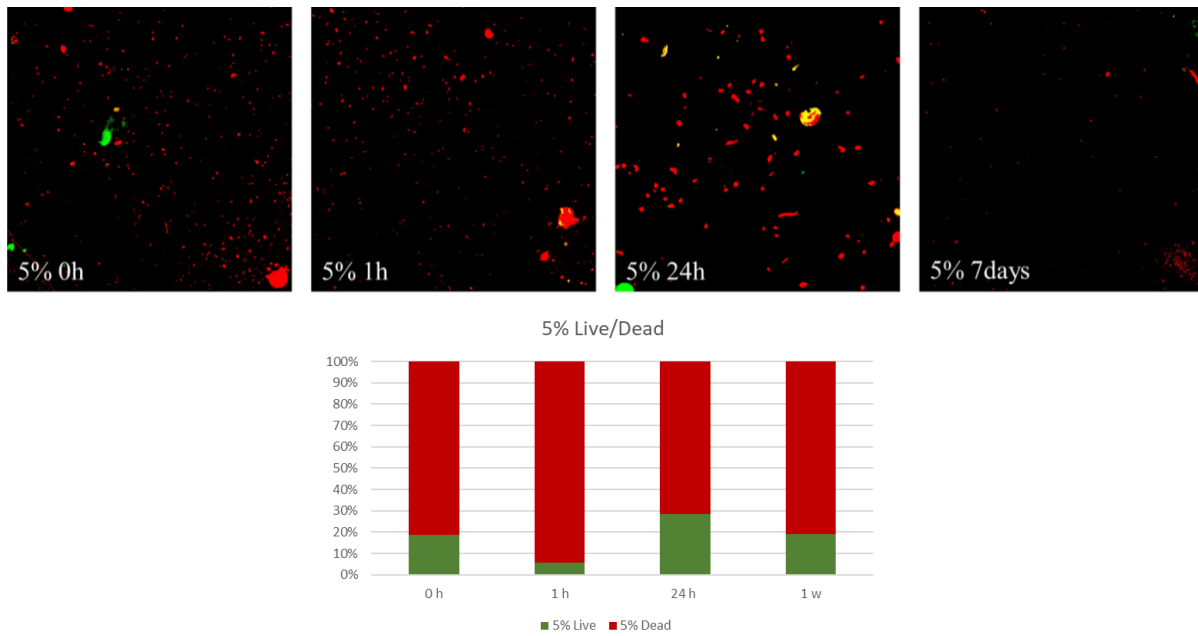 5% 0h
5% 1h
5% 24h
5% 7days
5% Live/Dead
100%
90%
80%
70%
60%
50%
40%
30%
20%
10%
0%
0 h
1 h
24 h
1 w
5% Live
5% Dead